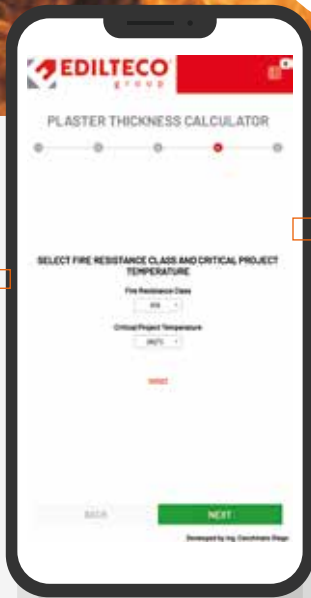 EDILTECO
group
PLASTER THICKNESS CALCULATOR
SELECT FIRE RESISTANCE CLASS AND CRITICAL PROJECT
TEMPERATURE
Fire Resistance Class
Critical Project Temperature
BACK
NEXT
Developed by Ing.